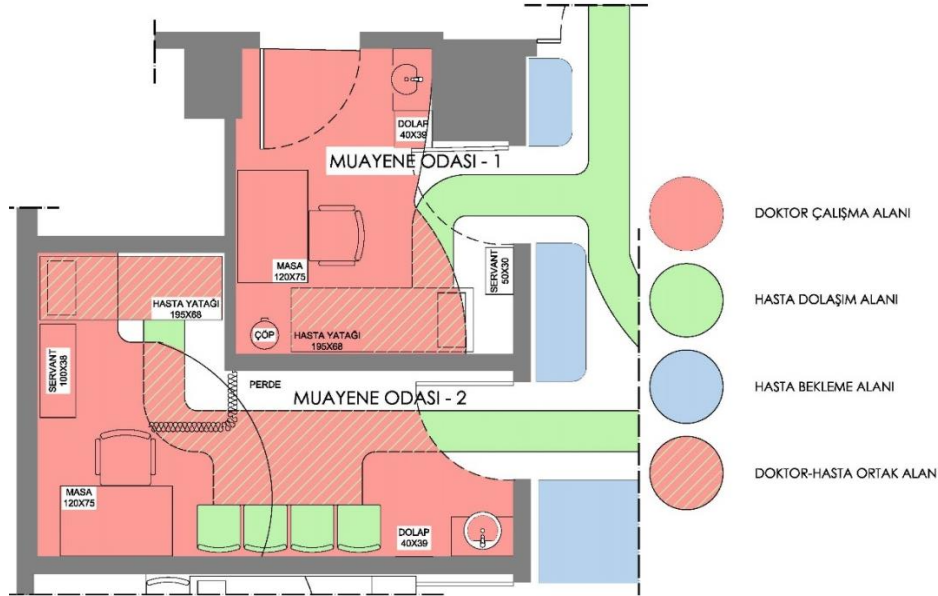 DOLAP
40X39
MUAYENE ODASI - 1
MASA
120X75
SERVANT
50X30
ÇÖP
HASTA YATAĞI
195X68
HASTA YATAĞI
195X68
SERVANT
100X38
PERDE
MUAYENE ODASI - 2
MASA
120X75
DOLAP
40X39
DOKTOR ÇALIŞMA ALANI
HASTA DOLAŞIM ALANI
HASTA BEKLEME ALANI
DOKTOR-HASTA ORTAK ALAN